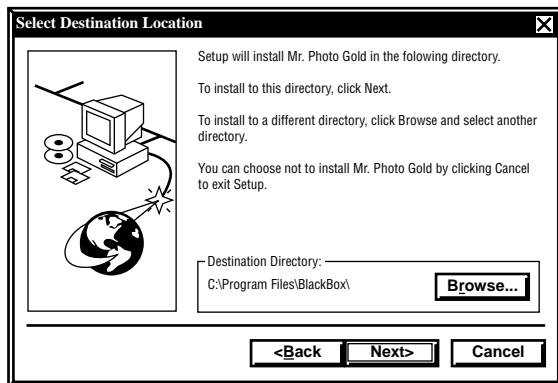 Select Destination Location
Setup will install Mr. Photo Gold in the folowing directory.
To install to this directory, click Next.
To install to a different directory, click Browse and select another
directory.
You can choose not to install Mr. Photo Gold by clicking Cancel
to exit Setup.
Destination Directory:
C:\Program Files\BlackBox\
Browse...
<Back
Next>
Cancel